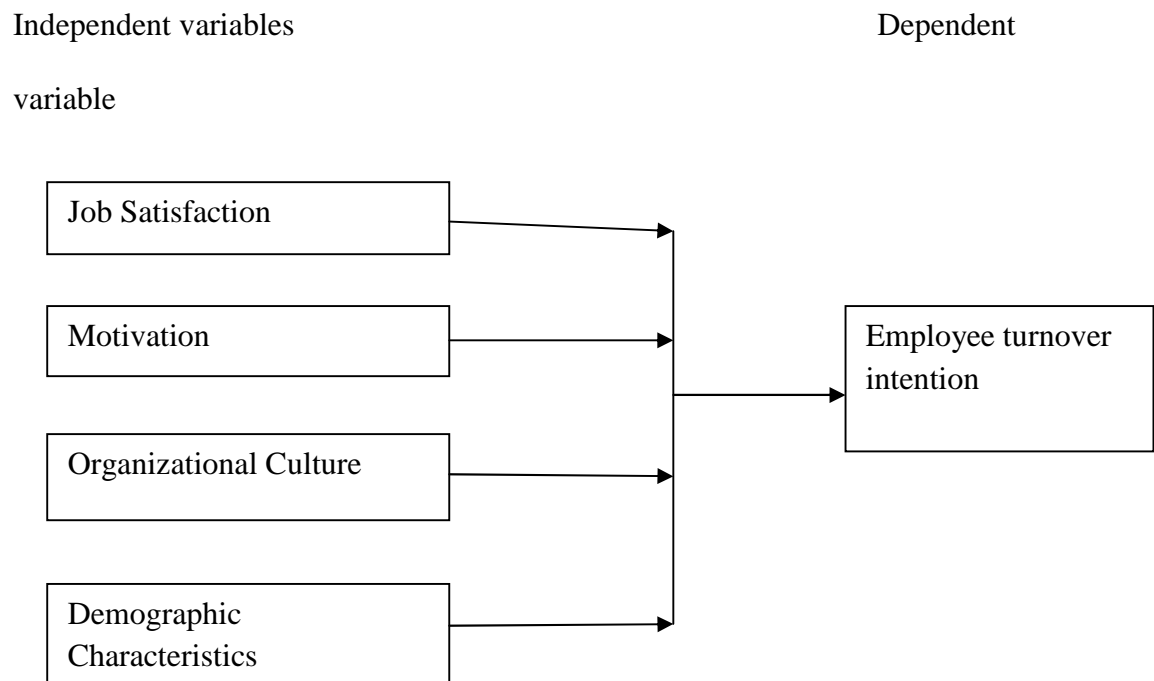 Independent variables Dependent
variable
Job Satisfaction
Motivation
Employee turnover
intention
Organizational Culture
Demographic
Characteristics